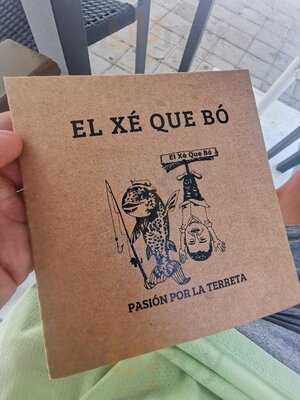 EL XÉ QUE BÓ
El Xé Que Bó
PASIÓN POR LA TERRETA